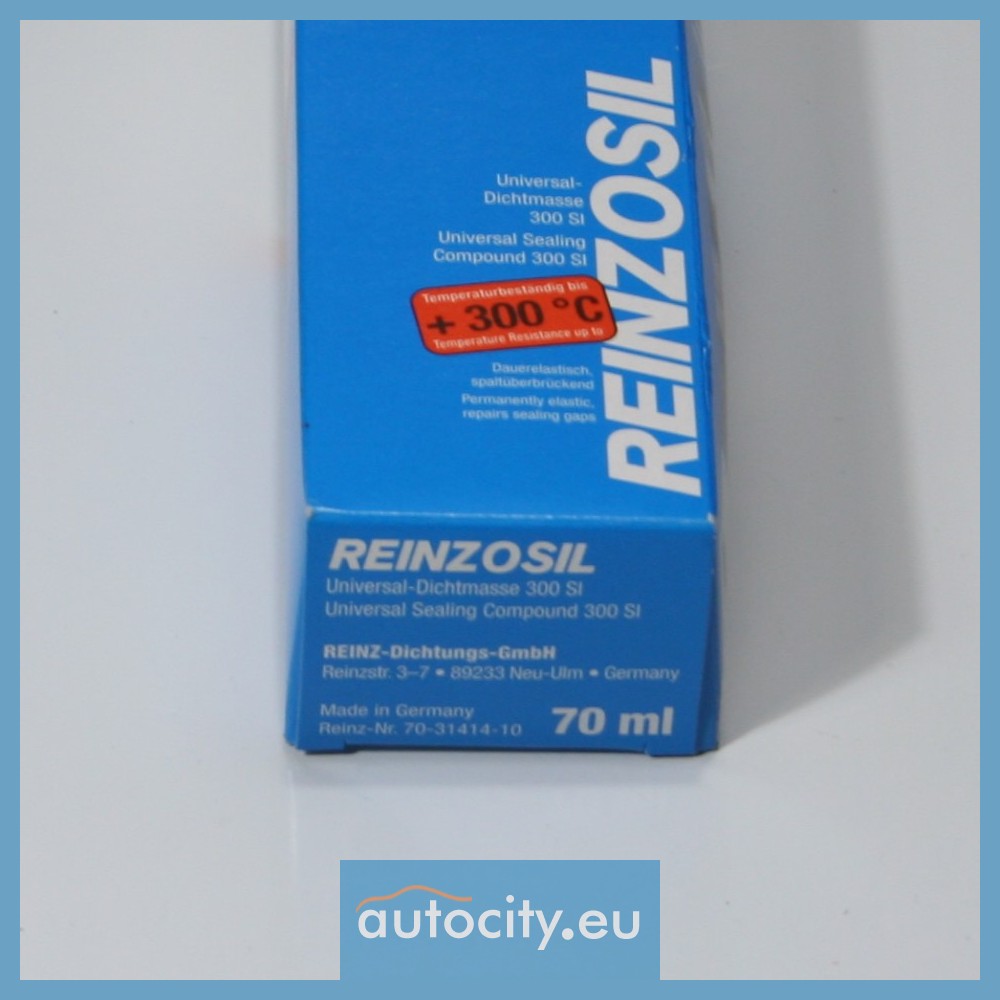 REINZOSIL
Universal-
Dichtmasse
300 SI
Universal Sealing
Compound 300 SI
Temperaturbeständig bis
+ 300 °C
Temperature Resistance up to
Dauerelastisch,
spaltüberbrückend
Permanently elastic,
repairs sealing gaps
REINZOSIL
Universal-Dichtmasse 300 SI
Universal Sealing Compound 300 SI
REINZ-Dichtungs-GmbH
Reinzstr. 3–7 • 89233 Neu-Ulm • Germany
Made in Germany
Reinz-Nr. 70-31414-10
70 ml
autocity.eu